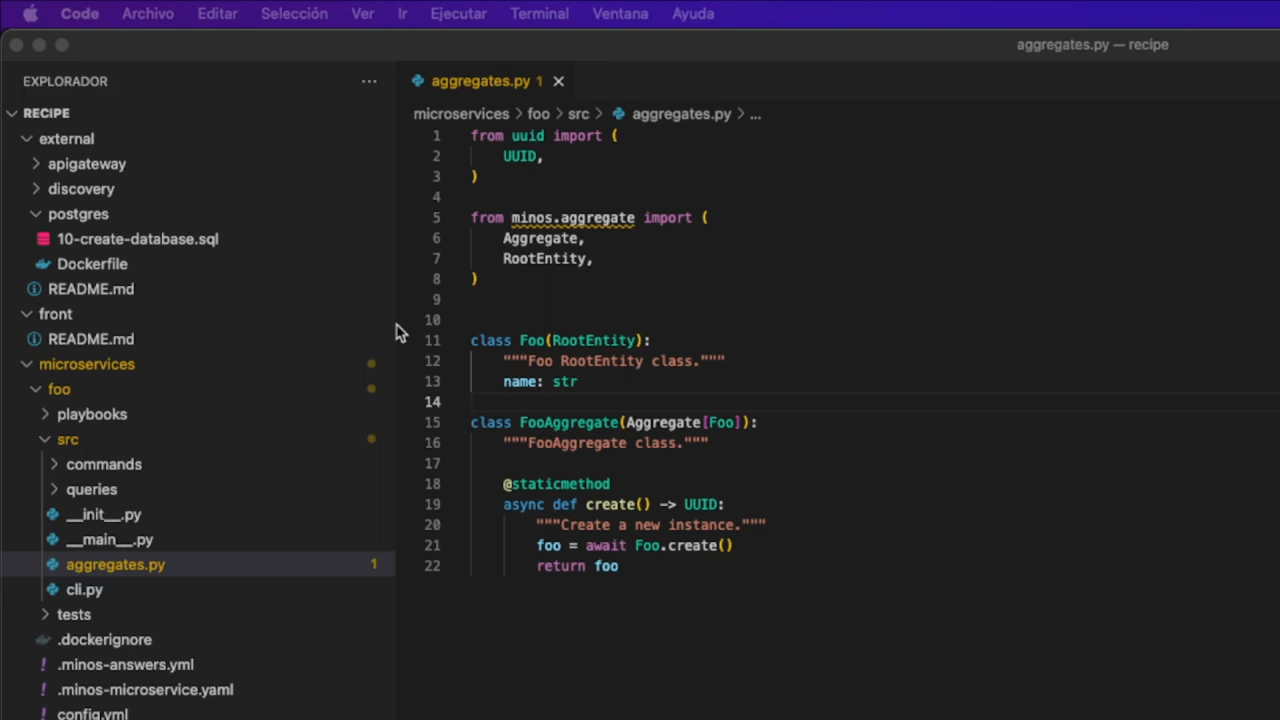 Code Archivo Editar Selección Ver Ir Ejecutar Terminal Ventana Ayuda
aggregates.py — recipe
EXPLORADOR ...
RECIPE
external
apigateway
discovery
postgres
10-create-database.sql
Dockerfile
README.md
front
README.md
microservices
foo
playbooks
src
commands
queries
__init__.py
__main__.py
aggregates.py 1
cli.py
tests
.dockerignore
.minos-answers.yml
.minos-microservice.yaml
config.yml
aggregates.py 1
microservices > foo > src > aggregates.py > ...
1 from uuid import (
2     UUID,
3 )
4
5 from minos.aggregate import (
6     Aggregate,
7     RootEntity,
8 )
9
10
11 class Foo(RootEntity):
12     """Foo RootEntity class."""
13     name: str
14
15 class FooAggregate(Aggregate[Foo]):
16     """FooAggregate class."""
17
18     @staticmethod
19     async def create() -> UUID:
20         """Create a new instance."""
21         foo = await Foo.create()
22         return foo